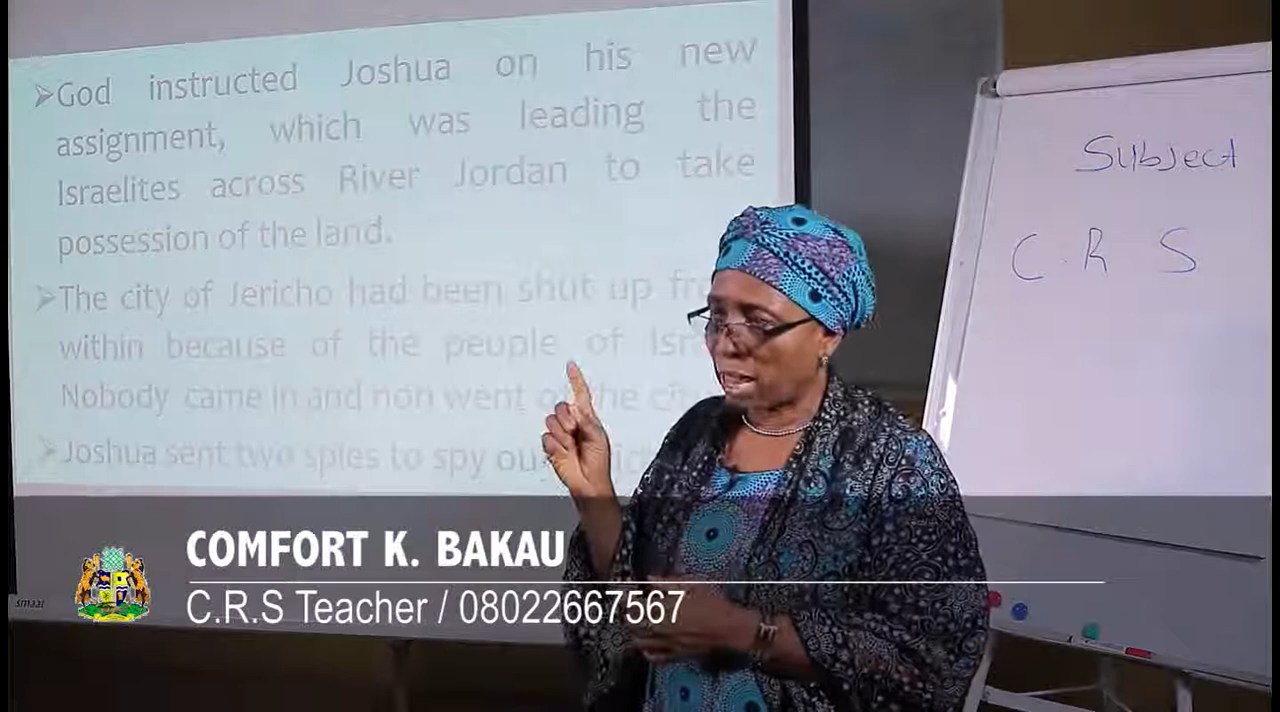 ➢God instructed Joshua on his new
assignment, which was leading the
Israelites across River Jordan to take
possession of the land.
➢The city of Jericho had been shut up
within because of the people of
Nobody came in and non went
➢Joshua sent two spies to spy
Subject
C.R S
COMFORT K. BAKAU
C.R.S Teacher / 08022667567
smaat